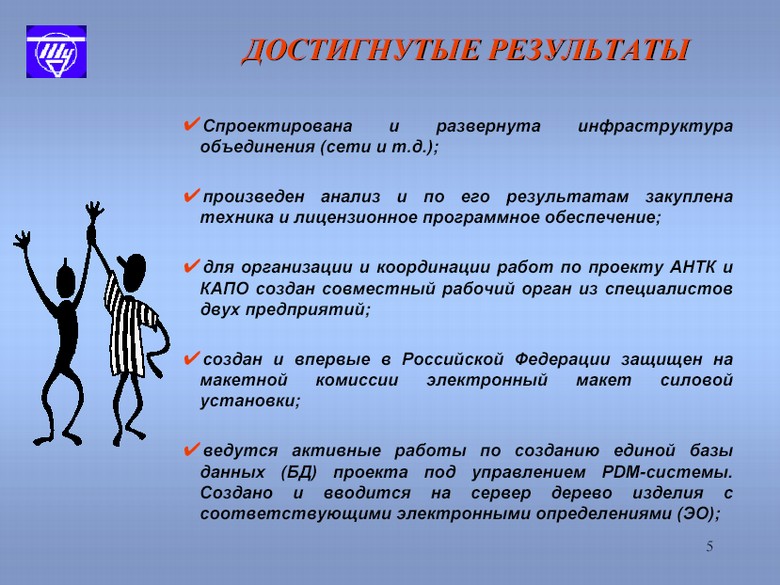 Ту
ДОСТИГНУТЫЕ РЕЗУЛЬТАТЫ
✔Спроектирована и развернута инфраструктура
объединения (сети и т.д.);
✔произведен анализ и по его результатам закуплена
техника и лицензионное программное обеспечение;
✔для организации и координации работ по проекту АНТК и
КАПО создан совместный рабочий орган из специалистов
двух предприятий;
✔создан и впервые в Российской Федерации защищен на
макетной комиссии электронный макет силовой
установки;
✔ведутся активные работы по созданию единой базы
данных (БД) проекта под управлением PDM-системы.
Создано и вводится на сервер дерево изделия с
соответствующими электронными определениями (ЭО);
5